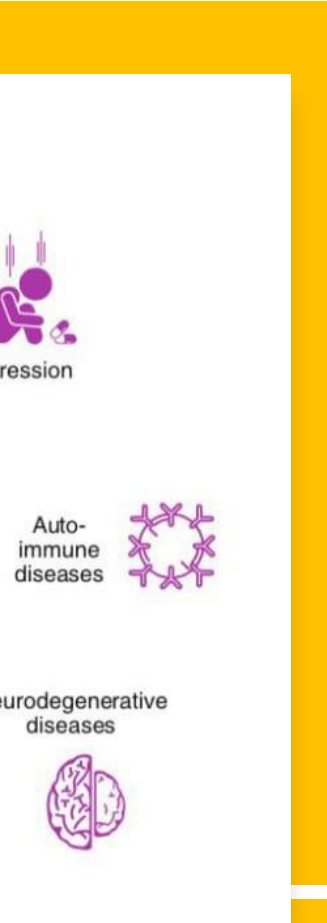 ression
Auto-
immune
diseases
eurodegenerative
diseases